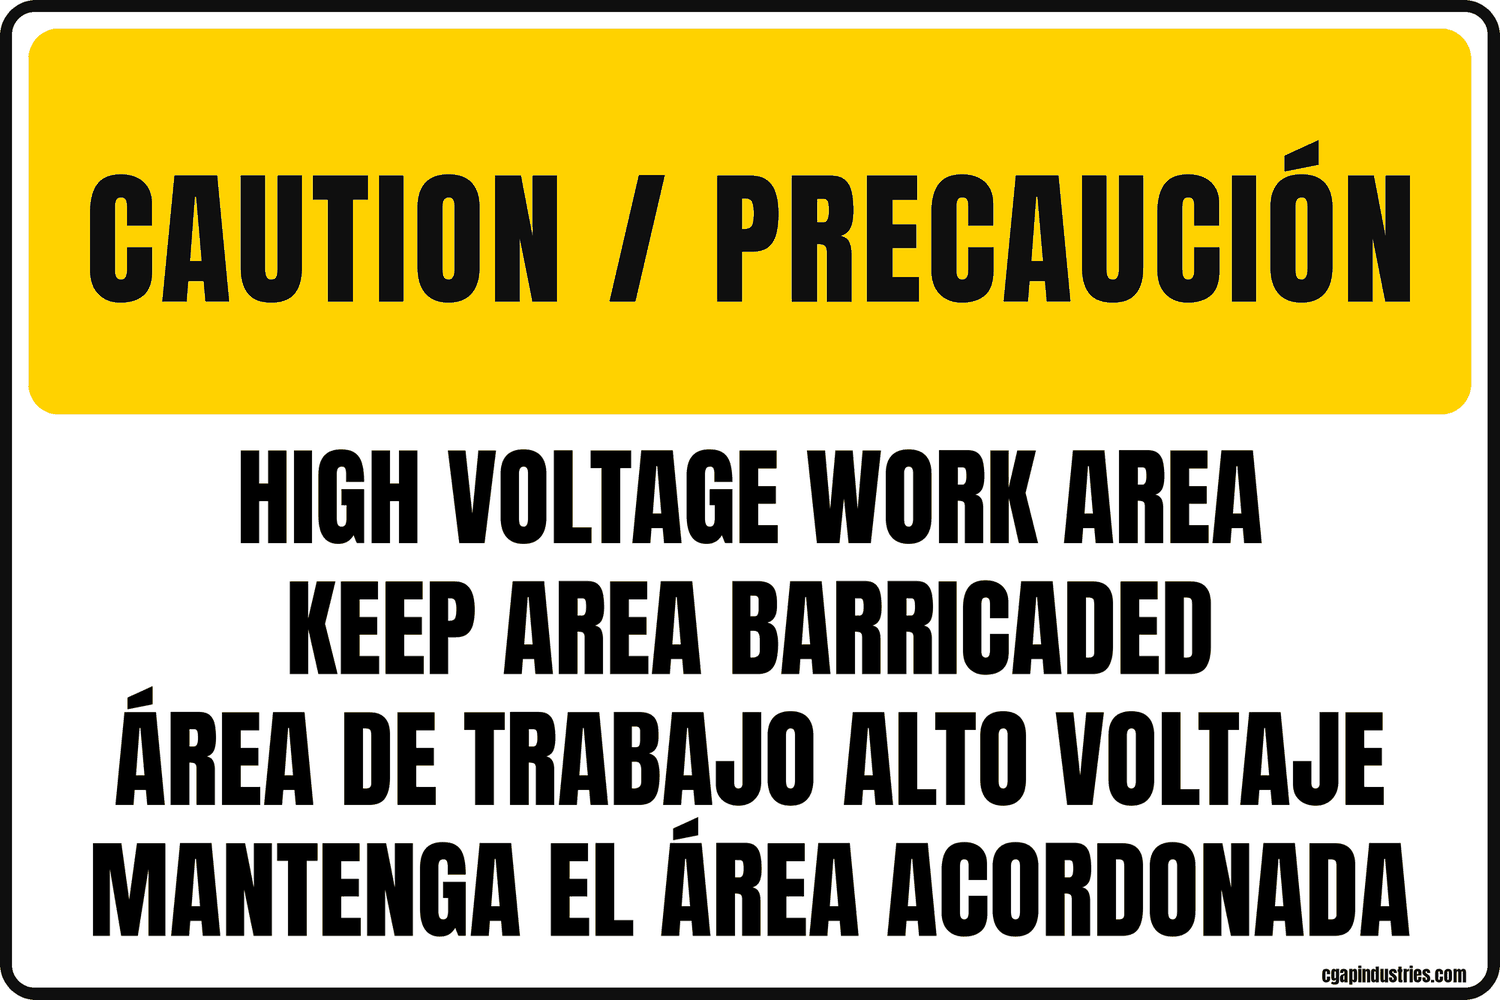 CAUTION / PRECAUCIÓN
HIGH VOLTAGE WORK AREA
KEEP AREA BARRICADED
ÁREA DE TRABAJO ALTO VOLTAJE
MANTENGA EL ÁREA ACORDONADA
cgapindustries.com